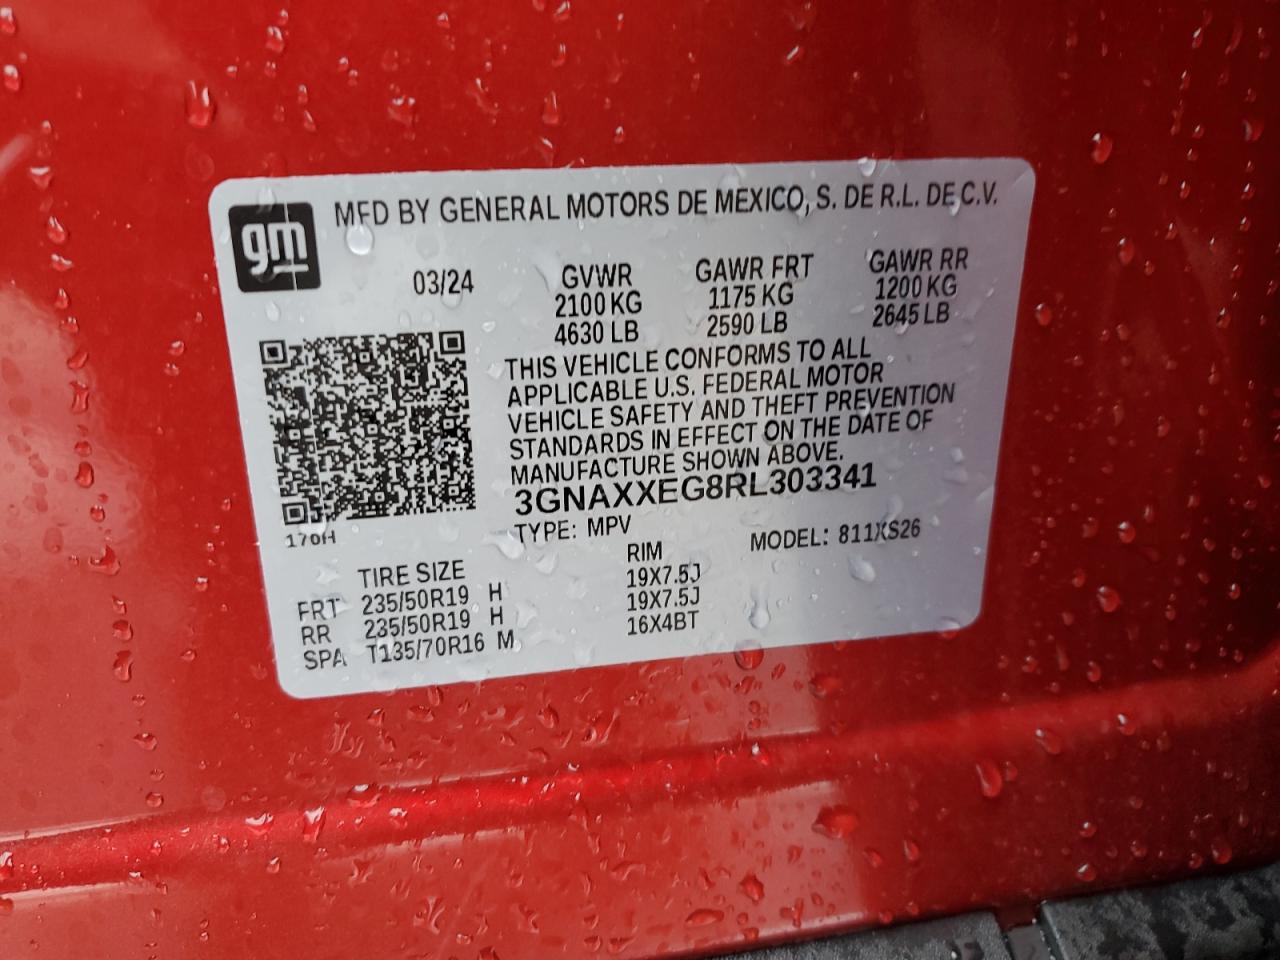 gm
MFD BY GENERAL MOTORS DE MEXICO, S. DE R.L. DE C.V.
03/24 GVWR GAWR FRT GAWR RR
2100 KG 1175 KG 1200 KG
4630 LB 2590 LB 2645 LB
THIS VEHICLE CONFORMS TO ALL
APPLICABLE U.S. FEDERAL MOTOR
VEHICLE SAFETY AND THEFT PREVENTION
STANDARDS IN EFFECT ON THE DATE OF
MANUFACTURE SHOWN ABOVE.
3GNAXXEG8RL303341
TYPE: MPV MODEL: 811XS26
170H
TIRE SIZE RIM
FRT 235/50R19 H 19X7.5J
RR 235/50R19 H 19X7.5J
SPA T135/70R16 M 16X4BT